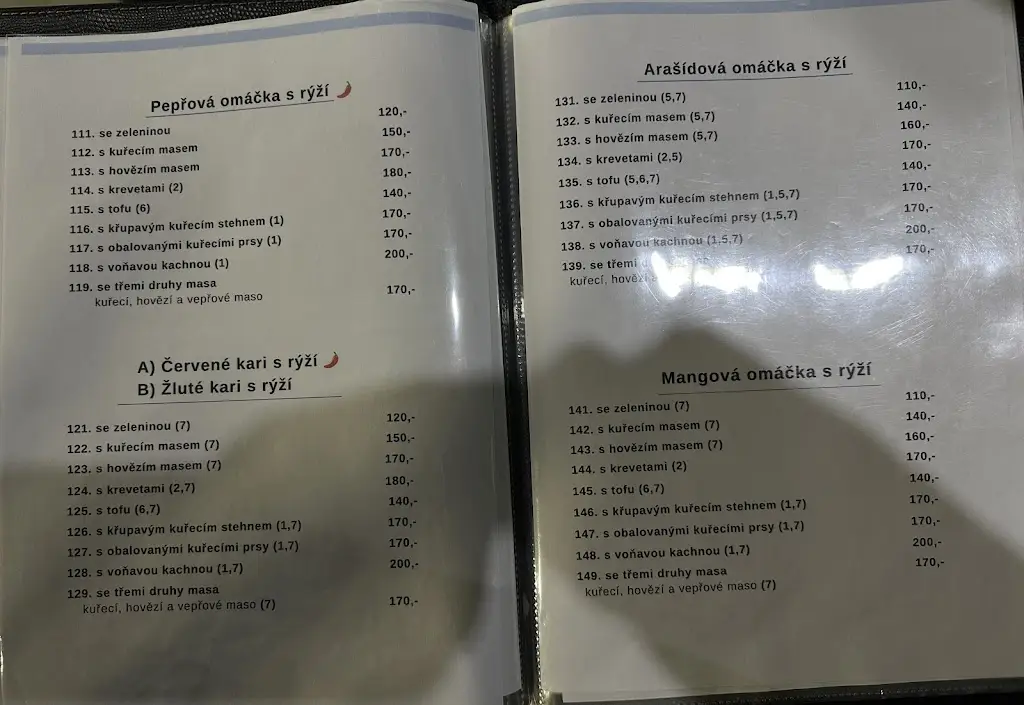 Pepřová omáčka s rýží
111. se zeleninou 120,-
112. s kuřecím masem 150,-
113. s hovězím masem 170,-
114. s krevetami (2) 180,-
115. s tofu (6) 140,-
116. s křupavým kuřecím stehnem (1) 170,-
117. s obalovanými kuřecími prsy (1) 170,-
118. s voňavou kachnou (1) 200,-
119. se třemi druhy masa
kuřecí, hovězí a vepřové maso 170,-
A) Červené kari s rýží
B) Žluté kari s rýží
121. se zeleninou (7) 120,-
122. s kuřecím masem (7) 150,-
123. s hovězím masem (7) 170,-
124. s krevetami (2,7) 180,-
125. s tofu (6,7) 140,-
126. s křupavým kuřecím stehnem (1,7) 170,-
127. s obalovanými kuřecími prsy (1,7) 170,-
128. s voňavou kachnou (1,7) 200,-
129. se třemi druhy masa
kuřecí, hovězí a vepřové maso (7) 170,-
Arašídová omáčka s rýží
131. se zeleninou (5,7) 110,-
132. s kuřecím masem (5,7) 140,-
133. s hovězím masem (5,7) 160,-
134. s krevetami (2,5) 170,-
135. s tofu (5,6,7) 140,-
136. s křupavým kuřecím stehnem (1,5,7) 170,-
137. s obalovanými kuřecími prsy (1,5,7) 170,-
138. s voňavou kachnou (1,5,7) 200,-
139. se třemi 170,-
kuřecí, hovězí
Mangová omáčka s rýží
141. se zeleninou (7) 110,-
142. s kuřecím masem (7) 140,-
143. s hovězím masem (7) 160,-
144. s krevetami (2) 170,-
145. s tofu (6,7) 140,-
146. s křupavým kuřecím stehnem (1,7) 170,-
147. s obalovanými kuřecími prsy (1,7) 170,-
148. s voňavou kachnou (1,7) 200,-
149. se třemi druhy masa 170,-
kuřecí, hovězí a vepřové maso (7)